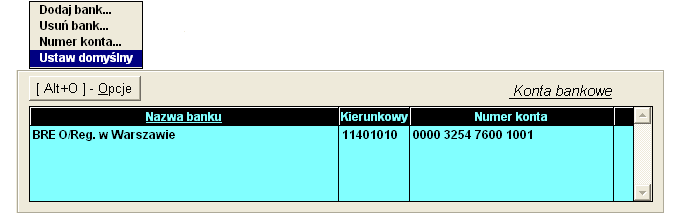 Dodaj bank...
Usuń bank...
Numer konta...
Ustaw domyślny
[ Alt+O ] - Opcje
Konta bankowe
Nazwa banku Kierunkowy Numer konta
BRE O/Reg. w Warszawie 11401010 0000 3254 7600 1001